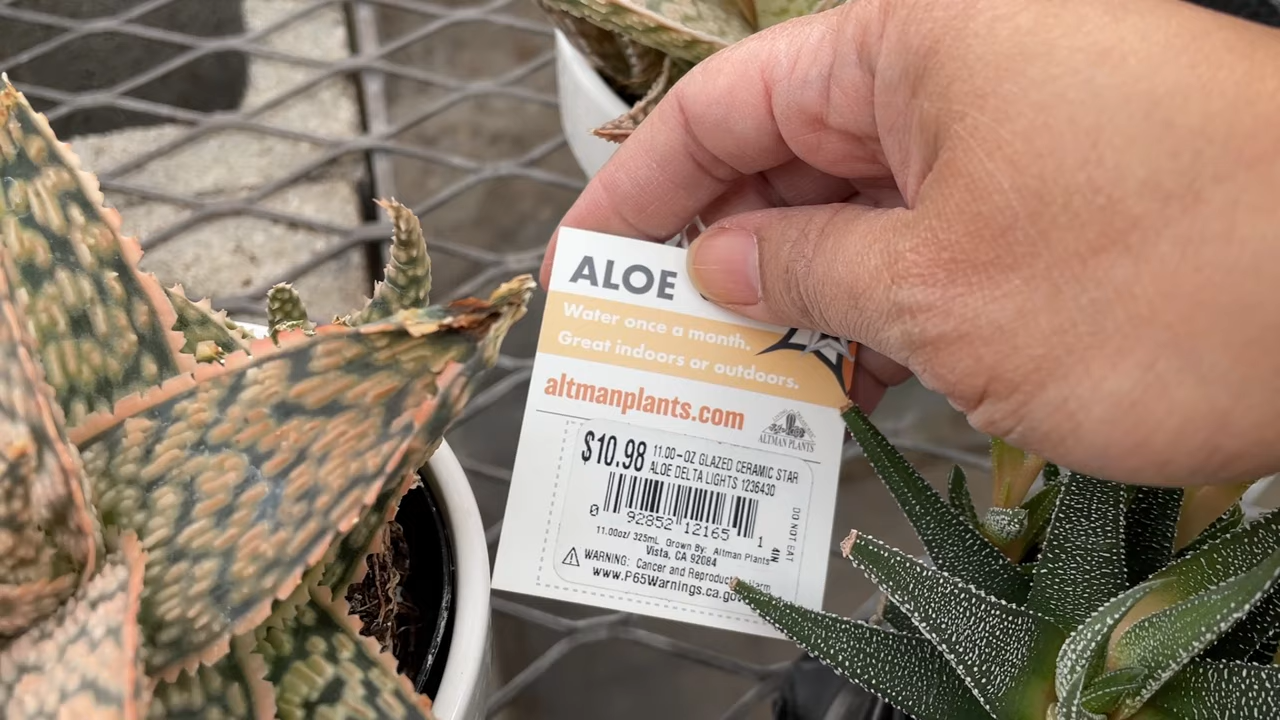 ALOE
Water once a month.
Great indoors or outdoors.
altmanplants.com
ALTMAN PLANTS
$10.98 11.00-OZ GLAZED CERAMIC STAR
ALOE DELTA LIGHTS 1236430
0 92852 12165 1
4IN
DO NOT EAT
11.00oz/ 325mL Grown By: Altman Plants
Vista, CA 92084
WARNING: Cancer and Reproductive Harm
www.P65Warnings.ca.gov